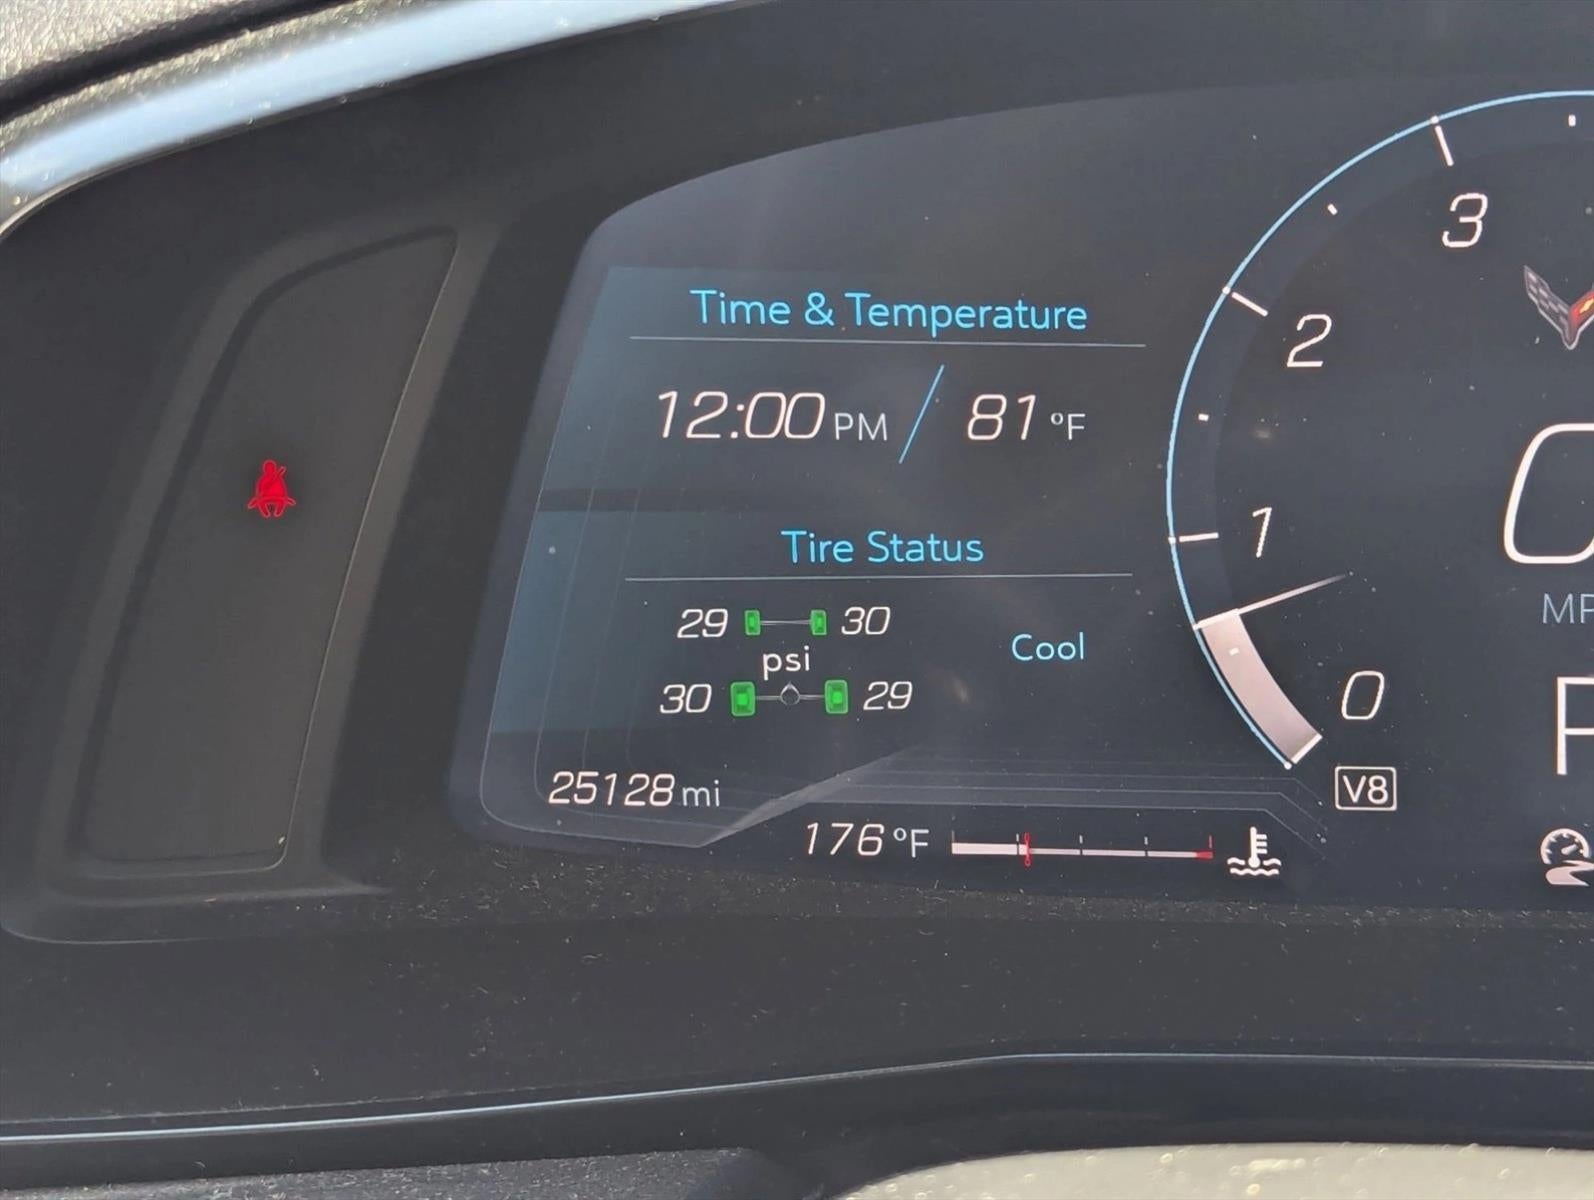 Time & Temperature
12:00 PM / 81 °F
Tire Status
29 30
psi
Cool
30 29
25128 mi
176 °F
3
2
1
0
V8